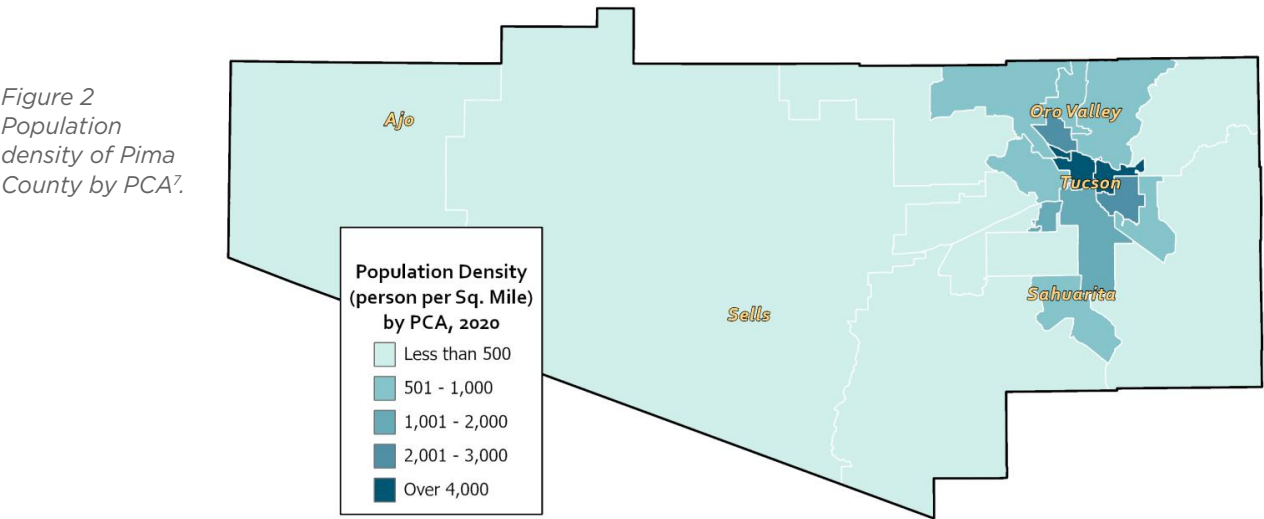 Figure 2
Population
density of Pima
County by PCA⁷.
Ajo
Oro Valley
Tucson
Sahuarita
Sells
Population Density
(person per Sq. Mile)
by PCA, 2020
Less than 500
501 - 1,000
1,001 - 2,000
2,001 - 3,000
Over 4,000